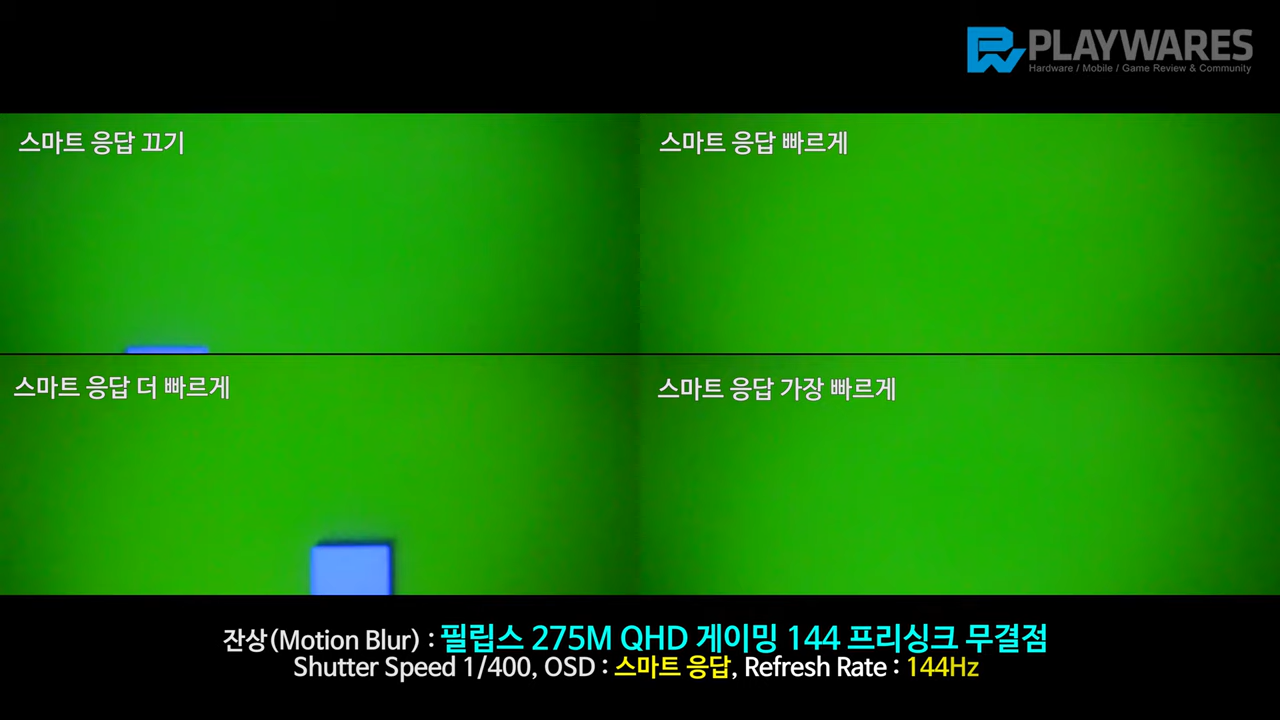 PLAYWARES
Hardware / Mobile / Game Review & Community
스마트 응답 끄기
스마트 응답 빠르게
스마트 응답 더 빠르게
스마트 응답 가장 빠르게
잔상(Motion Blur) : 필립스 275M QHD 게이밍 144 프리싱크 무결점
Shutter Speed 1/400, OSD : 스마트 응답, Refresh Rate : 144Hz